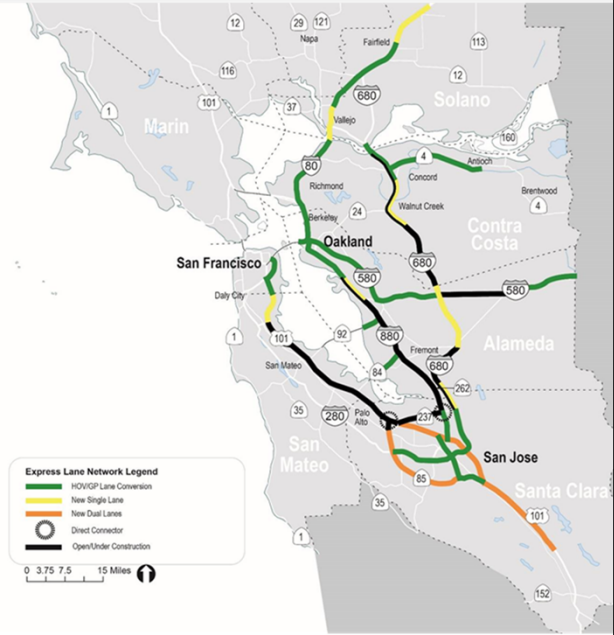 12
29
121
Napa
Fairfield
113
116
12
680
Solano
101
37
1
Marin
Vallejo
160
80
4
Antioch
Concord
Richmond
Brentwood
24
Walnut Creek
4
Berkeley
Contra
Costa
Oakland
San Francisco
680
580
580
Daly City
92
880
Alameda
1
101
Fremont
680
San Mateo
84
262
35
280
Palo
Alto
237
San
Mateo
San Jose
85
Santa Clara
35
101
1
152
Express Lane Network Legend
HOV/GP Lane Conversion
New Single Lane
New Dual Lanes
Direct Connector
Open/Under Construction
0 3.75 7.5 15 Miles